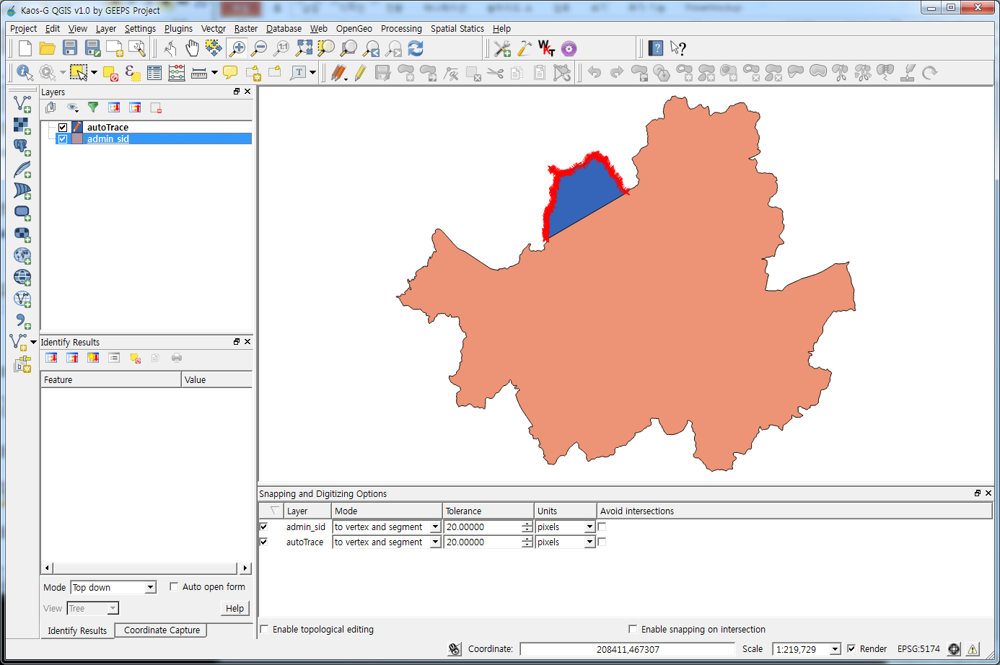 Kaos-G QGIS v1.0 by GEEPS Project
Project Edit View Layer Settings Plugins Vector Raster Database Web OpenGeo Processing Spatial Statics Help
Layers
autoTrace
admin_sid
Identify Results
Feature Value
Mode Top down Auto open form
View Tree Help
Identify Results Coordinate Capture
Snapping and Digitizing Options
Layer Mode Tolerance Units Avoid intersections
admin_sid to vertex and segment 20.00000 pixels
autoTrace to vertex and segment 20.00000 pixels
Enable topological editing Enable snapping on intersection
Coordinate: 208411,467307 Scale 1:219,729 Render EPSG:5174